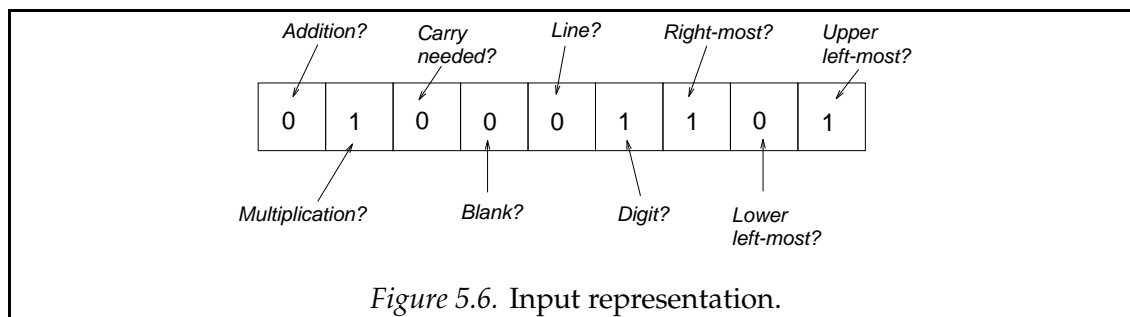 Addition?
Carry
needed?
Line?
Right-most?
Upper
left-most?
0 1 0 0 0 1 1 0 1
Multiplication?
Blank?
Digit?
Lower
left-most?
Figure 5.6. Input representation.